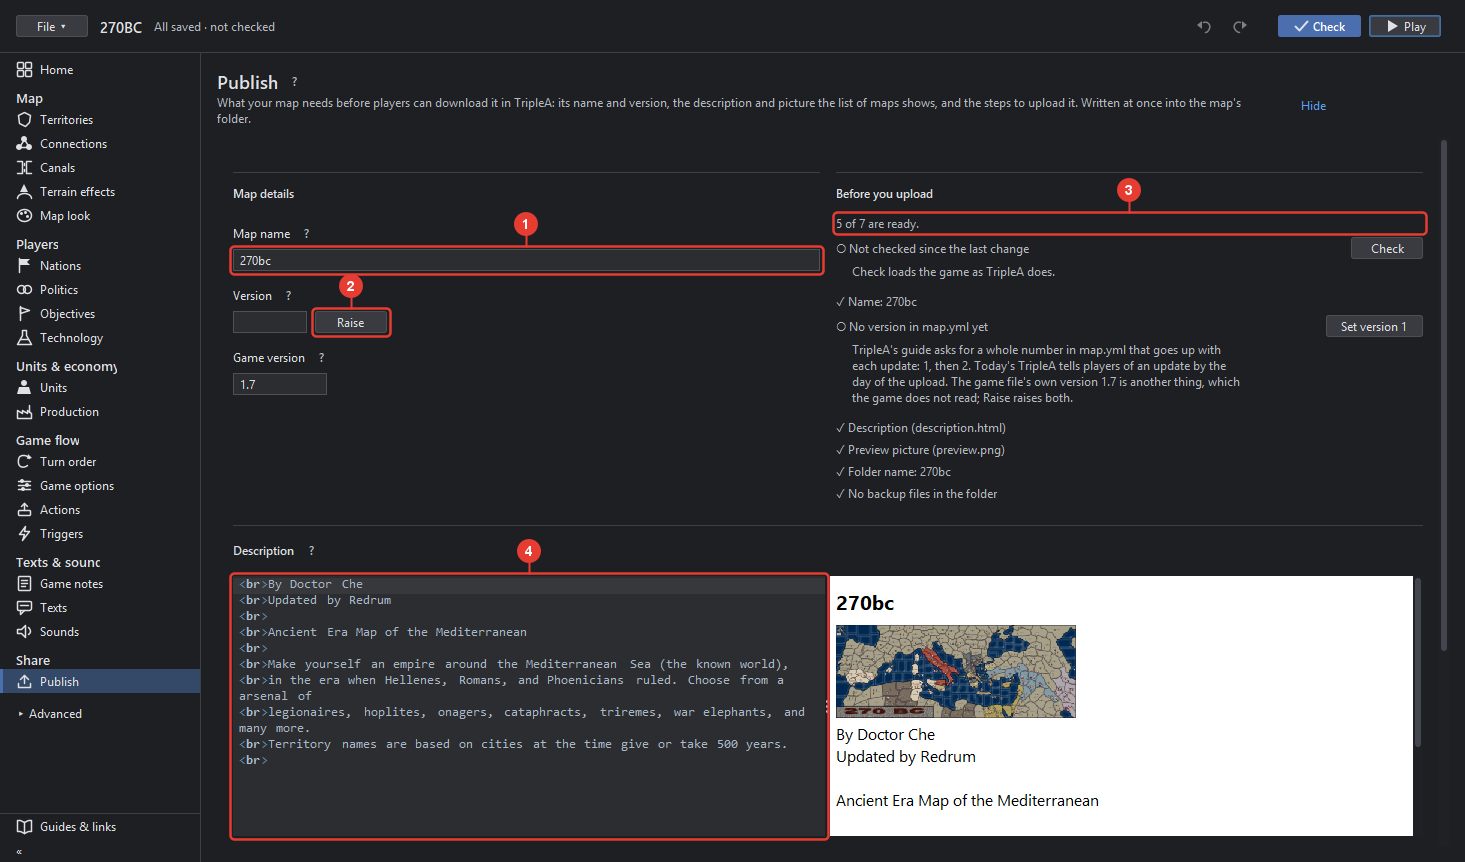 File ▾
270BC
All saved · not checked
Check
Play
Home
Map
Territories
Connections
Canals
Terrain effects
Map look
Players
Nations
Politics
Objectives
Technology
Units & economy
Units
Production
Game flow
Turn order
Game options
Actions
Triggers
Texts & sound
Game notes
Texts
Sounds
Share
Publish
▸ Advanced
Guides & links
«
Publish ?
What your map needs before players can download it in TripleA: its name and version, the description and picture the list of maps shows, and the steps to upload it. Written at once into the map's
folder.
Hide
Map details
Map name ?
1
270bc
Version ?
2
Raise
Game version ?
1.7
Before you upload
3
5 of 7 are ready.
Not checked since the last change
Check
Check loads the game as TripleA does.
✓ Name: 270bc
No version in map.yml yet
Set version 1
TripleA's guide asks for a whole number in map.yml that goes up with
each update: 1, then 2. Today's TripleA tells players of an update by the
day of the upload. The game file's own version 1.7 is another thing, which
the game does not read; Raise raises both.
✓ Description (description.html)
✓ Preview picture (preview.png)
✓ Folder name: 270bc
✓ No backup files in the folder
Description ?
4
<br>By Doctor Che
<br>Updated by Redrum
<br>
<br>Ancient Era Map of the Mediterranean
<br>
<br>Make yourself an empire around the Mediterranean Sea (the known world),
<br>in the era when Hellenes, Romans, and Phoenicians ruled. Choose from a
arsenal of
<br>legionaires, hoplites, onagers, cataphracts, triremes, war elephants, and
many more.
<br>Territory names are based on cities at the time give or take 500 years.
<br>
270bc
270 BC
By Doctor Che
Updated by Redrum
Ancient Era Map of the Mediterranean